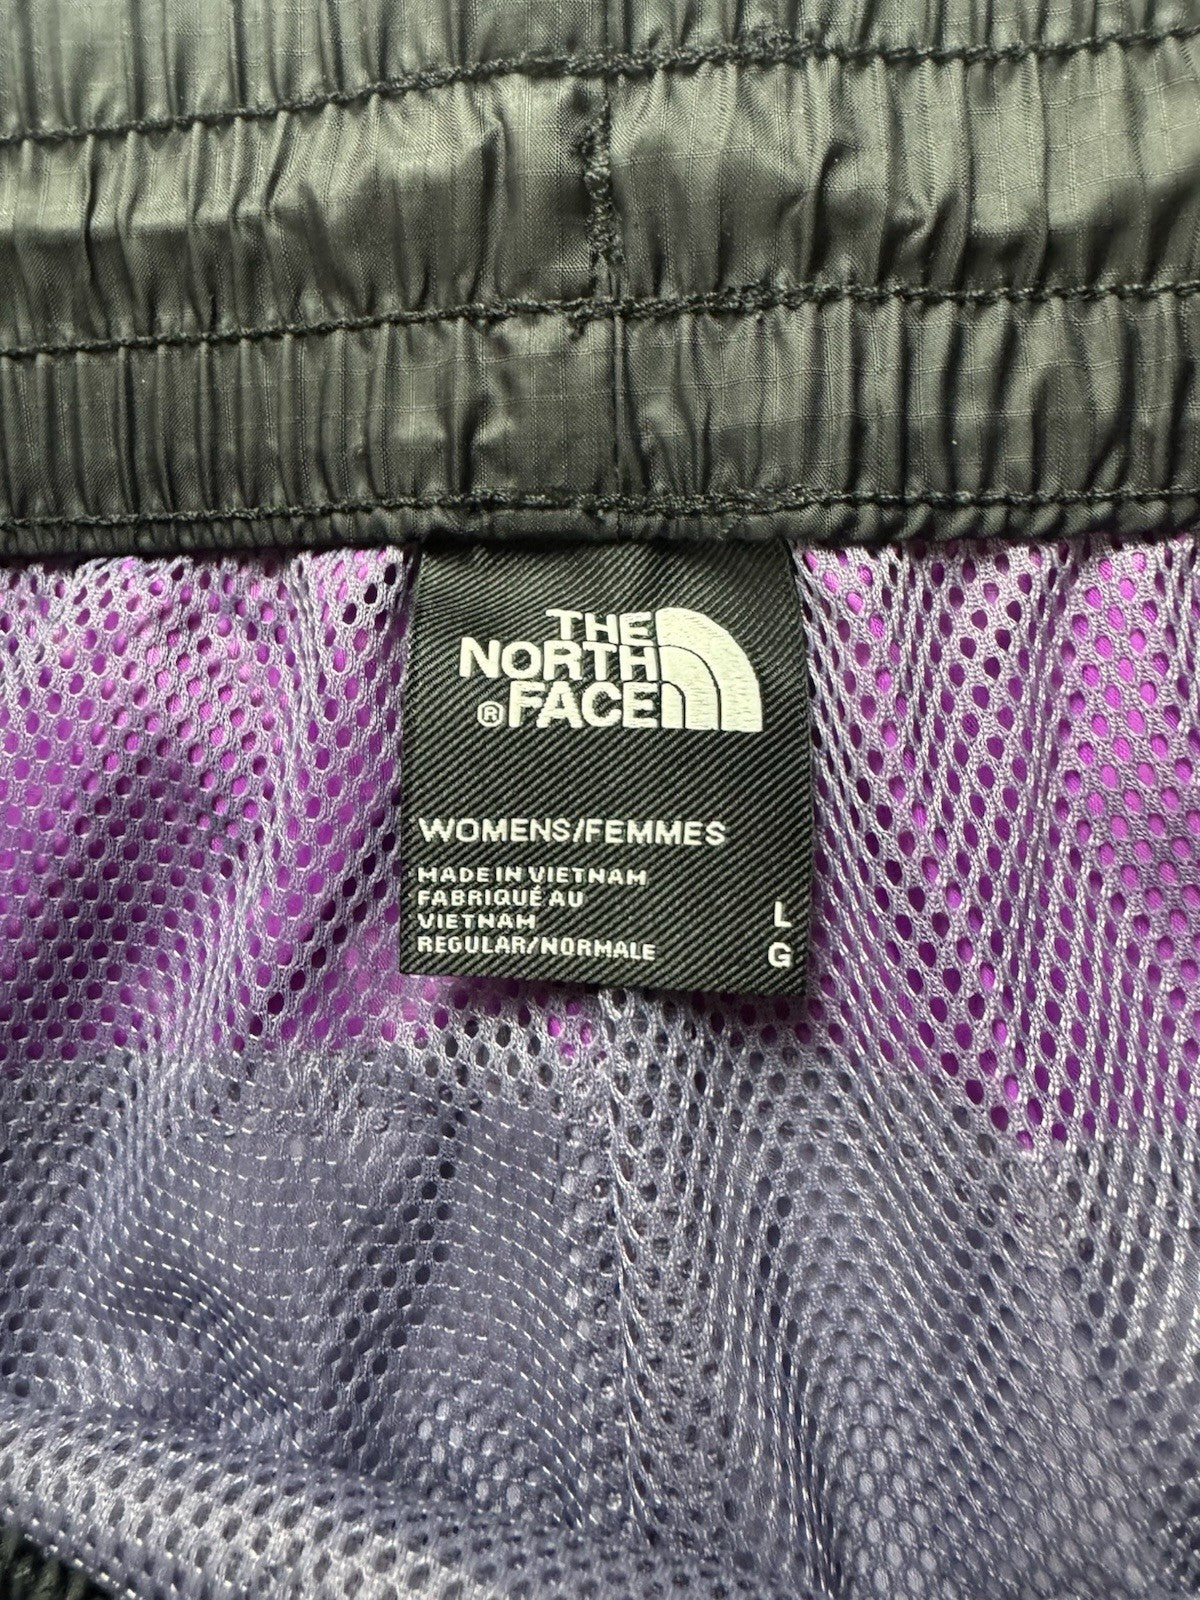 THE
NORTH
®FACE
WOMENS/FEMMES
MADE IN VIETNAM
FABRIQUÉ AU
VIETNAM
REGULAR/NORMALE
L
G